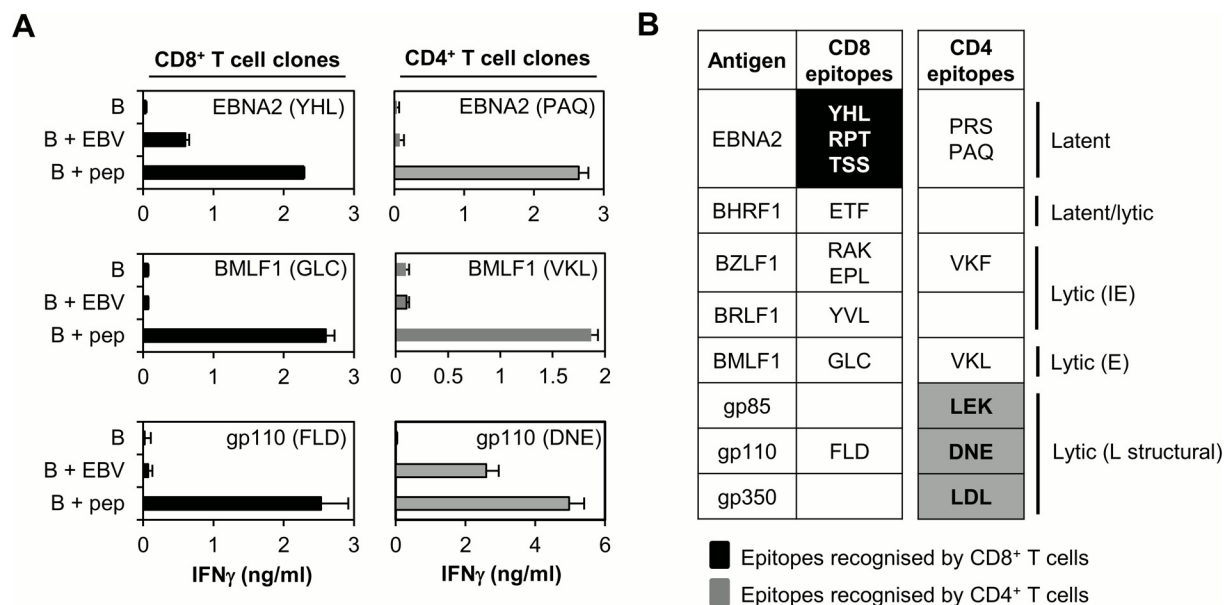 A
CD8+ T cell clones
CD4+ T cell clones
B
B + EBV
B + pep
EBNA2 (YHL)
0 1 2 3
EBNA2 (PAQ)
0 1 2 3
B
B + EBV
B + pep
BMLF1 (GLC)
0 1 2 3
BMLF1 (VKL)
0 0.5 1 1.5 2
B
B + EBV
B + pep
gp110 (FLD)
0 1 2 3
gp110 (DNE)
0 2 4 6
IFNγ (ng/ml)
IFNγ (ng/ml)
B
Antigen
CD8
epitopes
CD4
epitopes
EBNA2
YHL
RPT
TSS
PRS
PAQ
Latent
BHRF1
ETF
Latent/lytic
BZLF1
RAK
EPL
VKF
Lytic (IE)
BRLF1
YVL
BMLF1
GLC
VKL
Lytic (E)
gp85
LEK
gp110
FLD
DNE
Lytic (L structural)
gp350
LDL
Epitopes recognised by CD8+ T cells
Epitopes recognised by CD4+ T cells